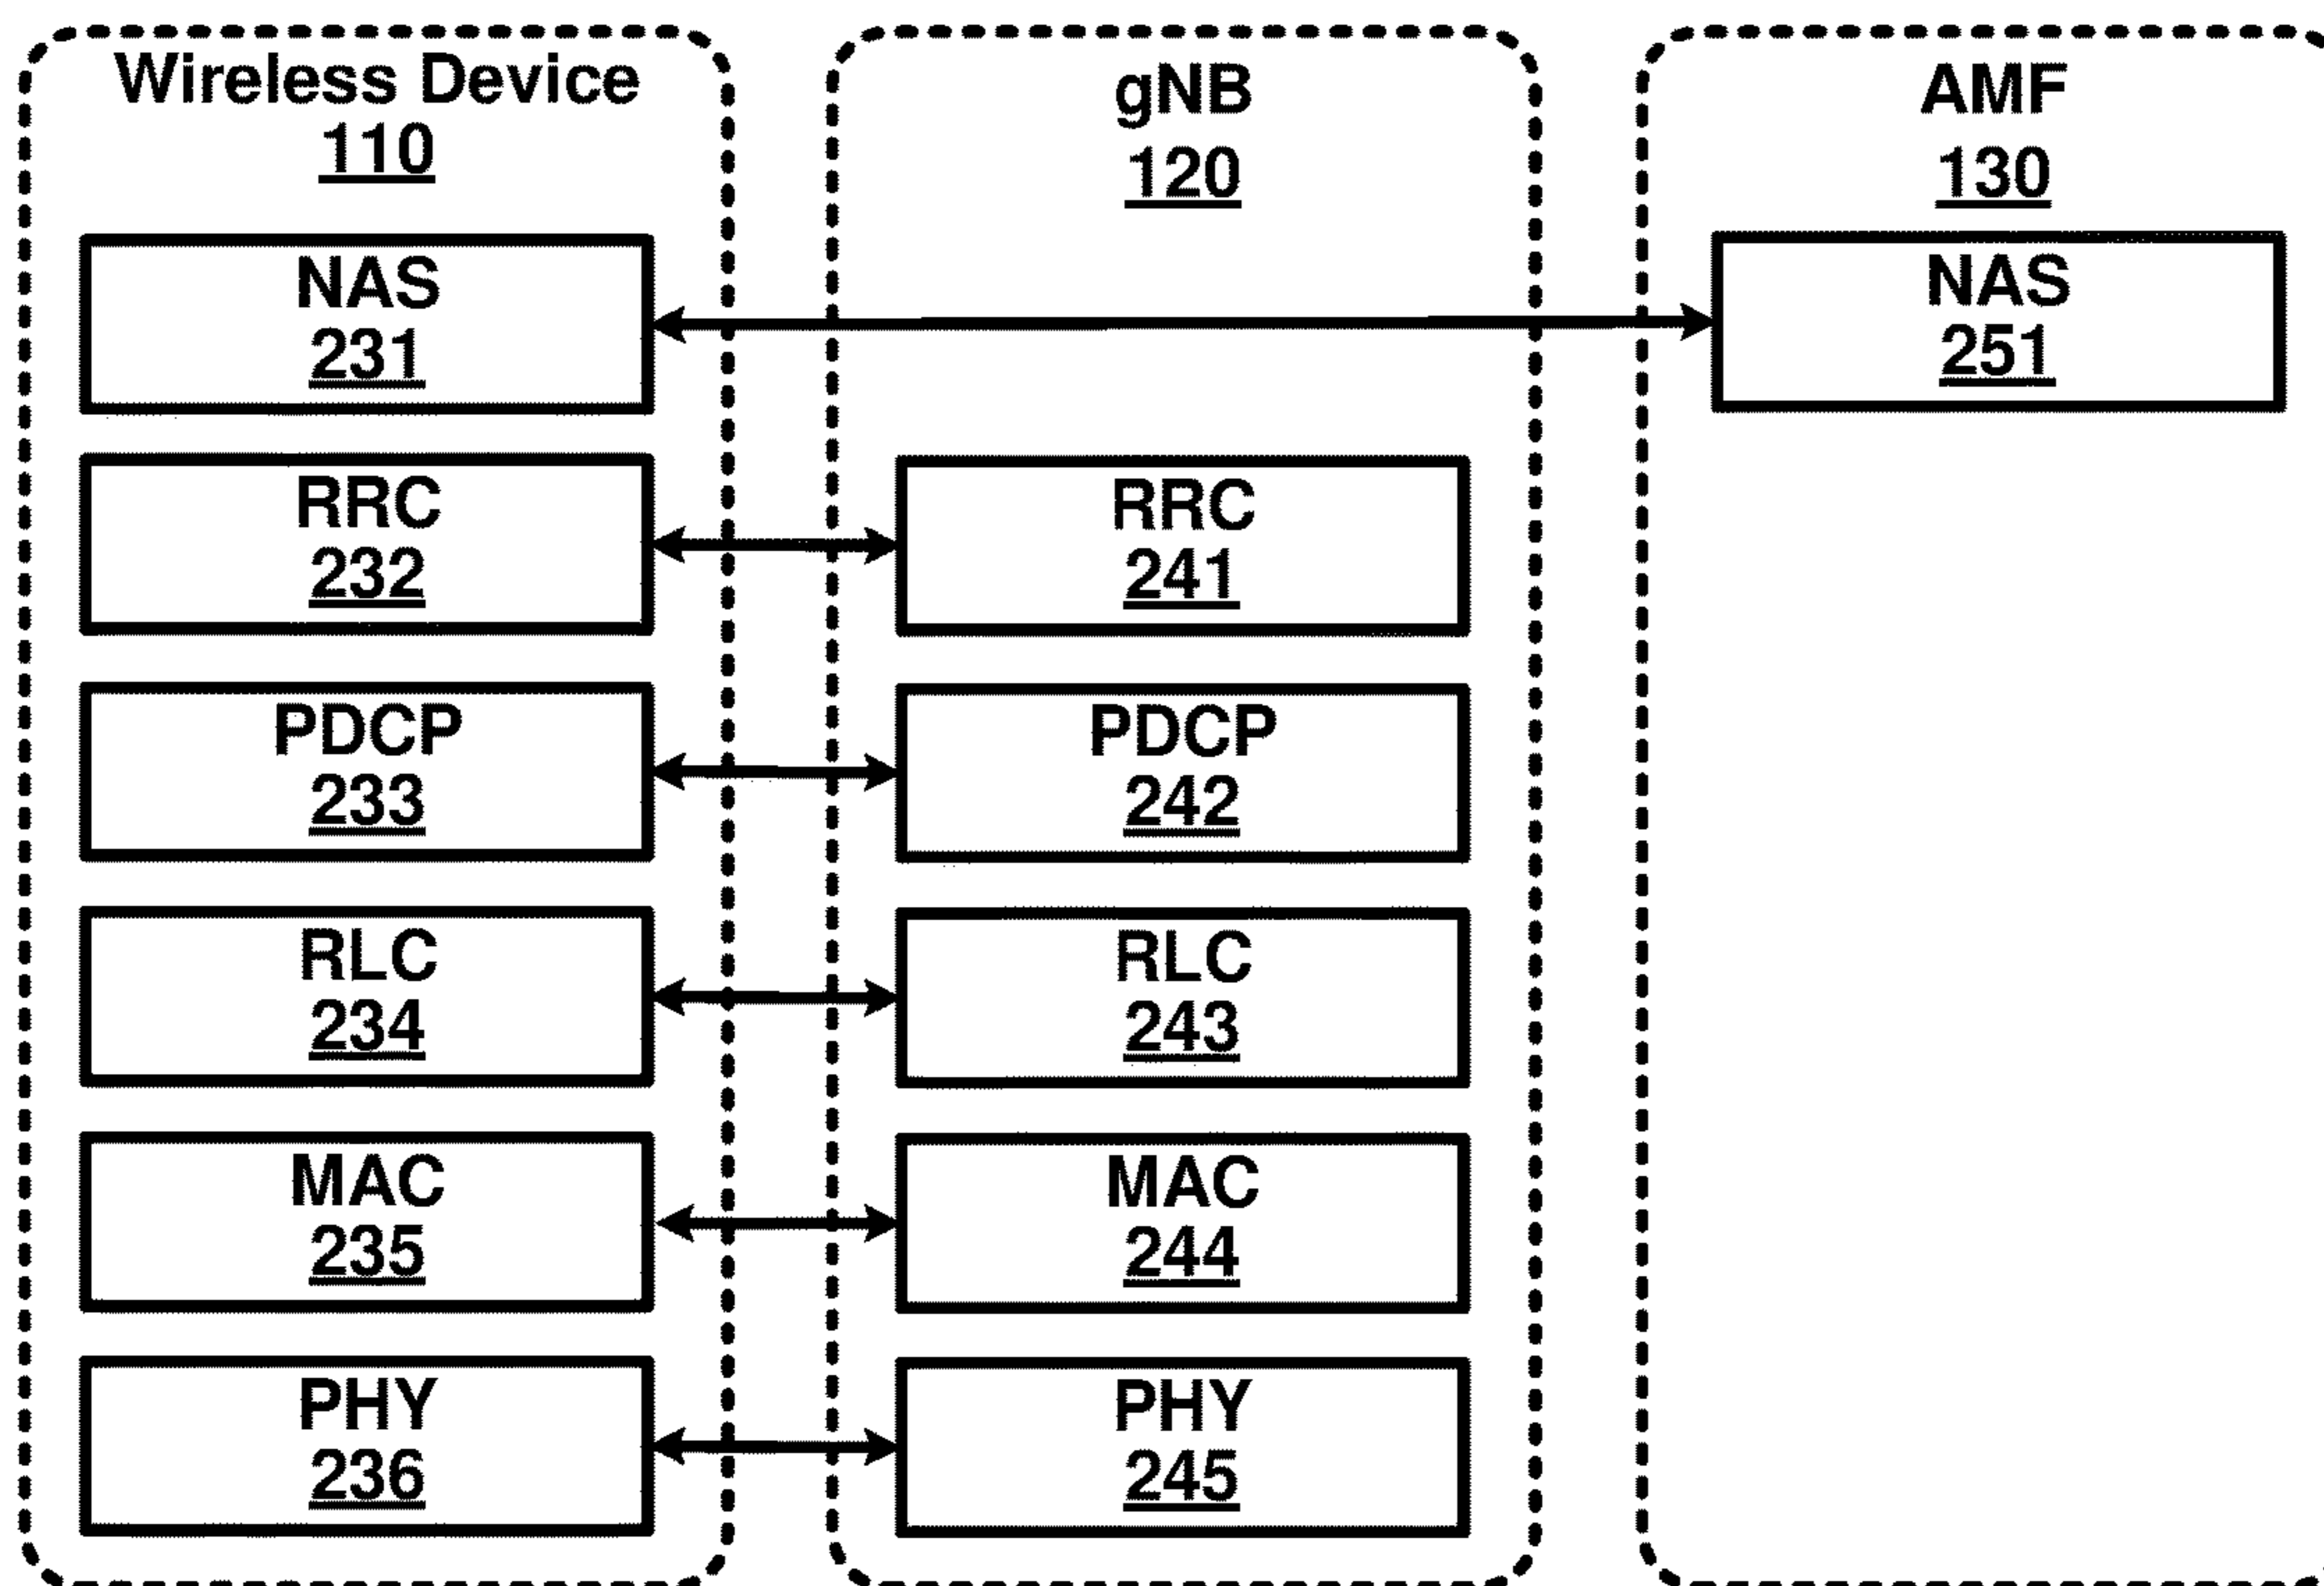 Wireless Device
110
gNB
120
AMF
130
NAS
231
NAS
251
RRC
232
RRC
241
PDCP
233
PDCP
242
RLC
234
RLC
243
MAC
235
MAC
244
PHY
236
PHY
245